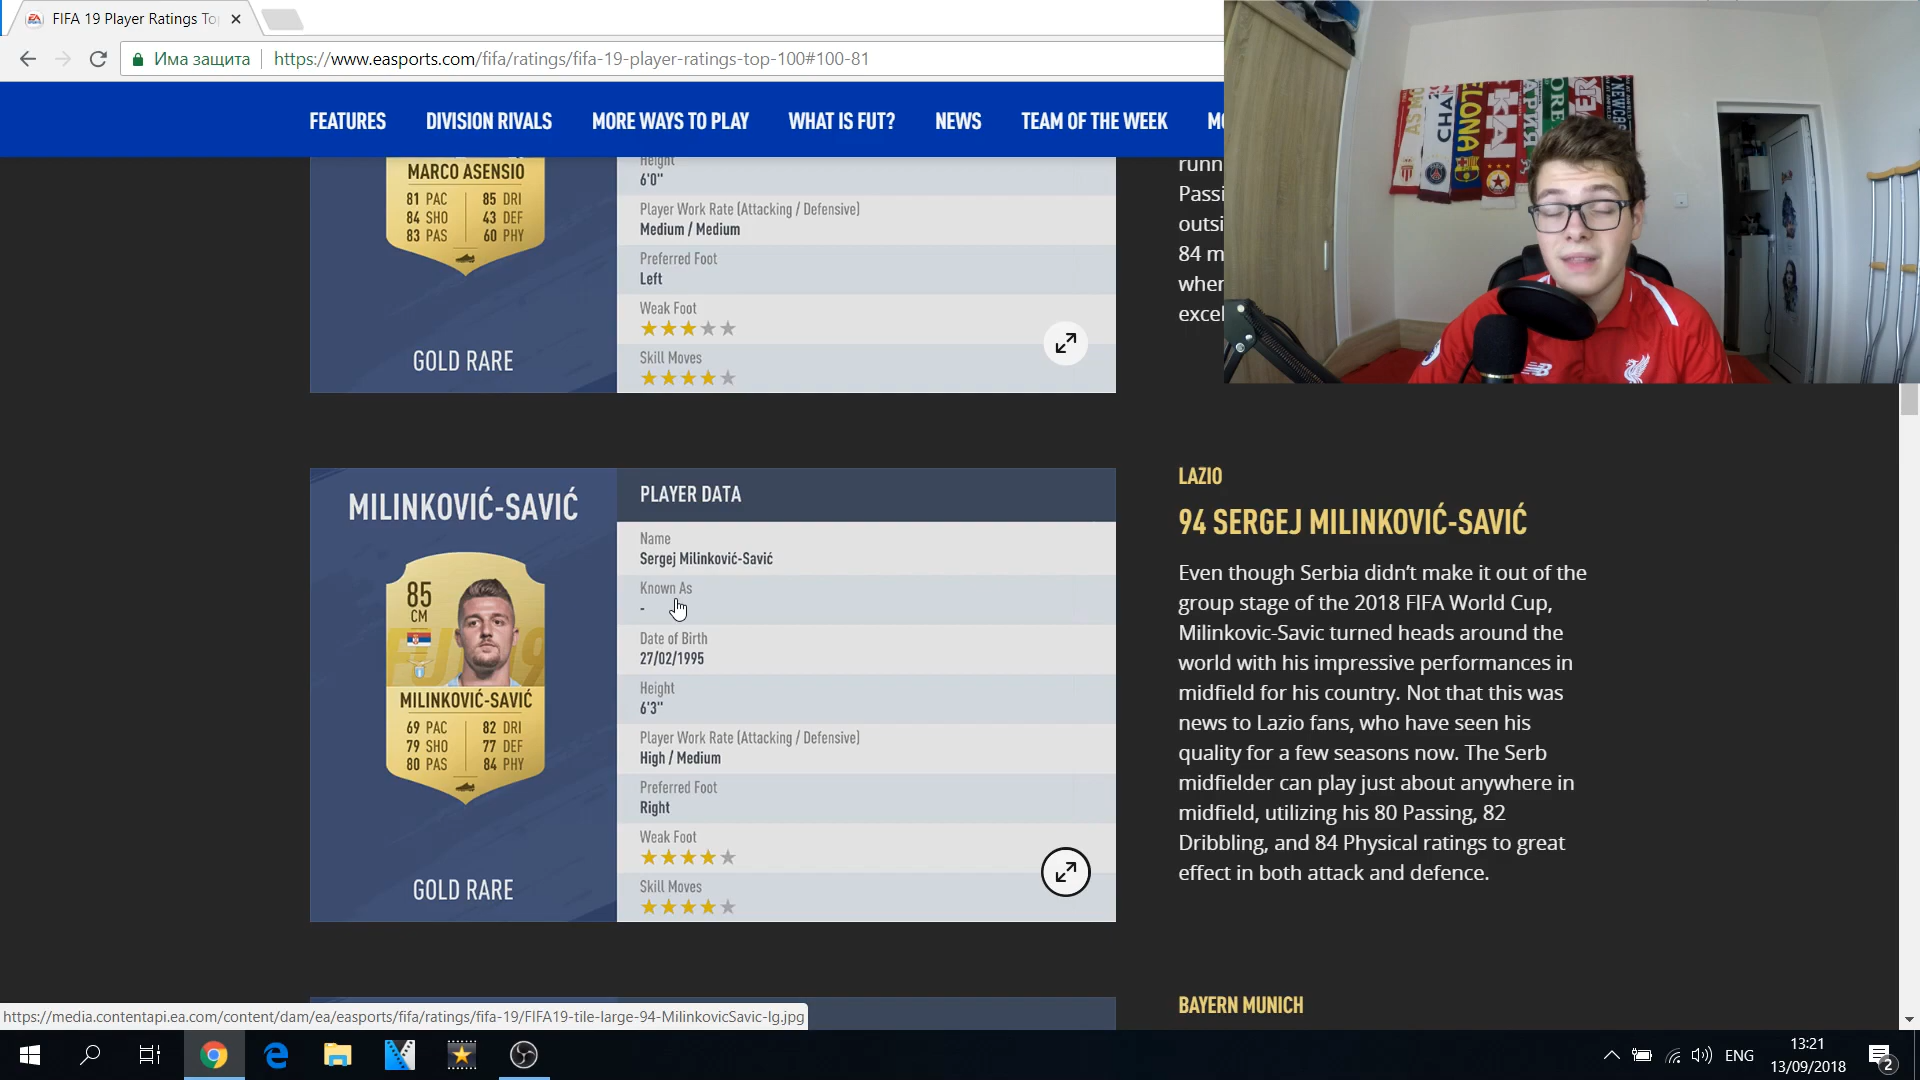 FIFA 19 Player Ratings To
Има защита
https://www.easports.com/fifa/ratings/fifa-19-player-ratings-top-100#100-81
FEATURES
DIVISION RIVALS
MORE WAYS TO PLAY
WHAT IS FUT?
NEWS
TEAM OF THE WEEK
MARCO ASENSIO
81 PAC 85 DRI
84 SHO 43 DEF
83 PAS 60 PHY
GOLD RARE
Height
6'0"
Player Work Rate (Attacking / Defensive)
Medium / Medium
Preferred Foot
Left
Weak Foot
Skill Moves
84 m
MILINKOVIĆ-SAVIĆ
85
CM
MILINKOVIĆ-SAVIĆ
69 PAC 82 DRI
79 SHO 77 DEF
80 PAS 84 PHY
GOLD RARE
PLAYER DATA
Name
Sergej Milinković-Savić
Known As
-
Date of Birth
27/02/1995
Height
6'3"
Player Work Rate (Attacking / Defensive)
High / Medium
Preferred Foot
Right
Weak Foot
Skill Moves
LAZIO
94 SERGEJ MILINKOVIĆ-SAVIĆ
Even though Serbia didn't make it out of the
group stage of the 2018 FIFA World Cup,
Milinkovic-Savic turned heads around the
world with his impressive performances in
midfield for his country. Not that this was
news to Lazio fans, who have seen his
quality for a few seasons now. The Serb
midfielder can play just about anywhere in
midfield, utilizing his 80 Passing, 82
Dribbling, and 84 Physical ratings to great
effect in both attack and defence.
BAYERN MUNICH
https://media.contentapi.ea.com/content/dam/ea/easports/fifa/ratings/fifa-19/FIFA19-tile-large-94-MilinkovicSavic-lg.jpg
ENG
13:21
13/09/2018
2